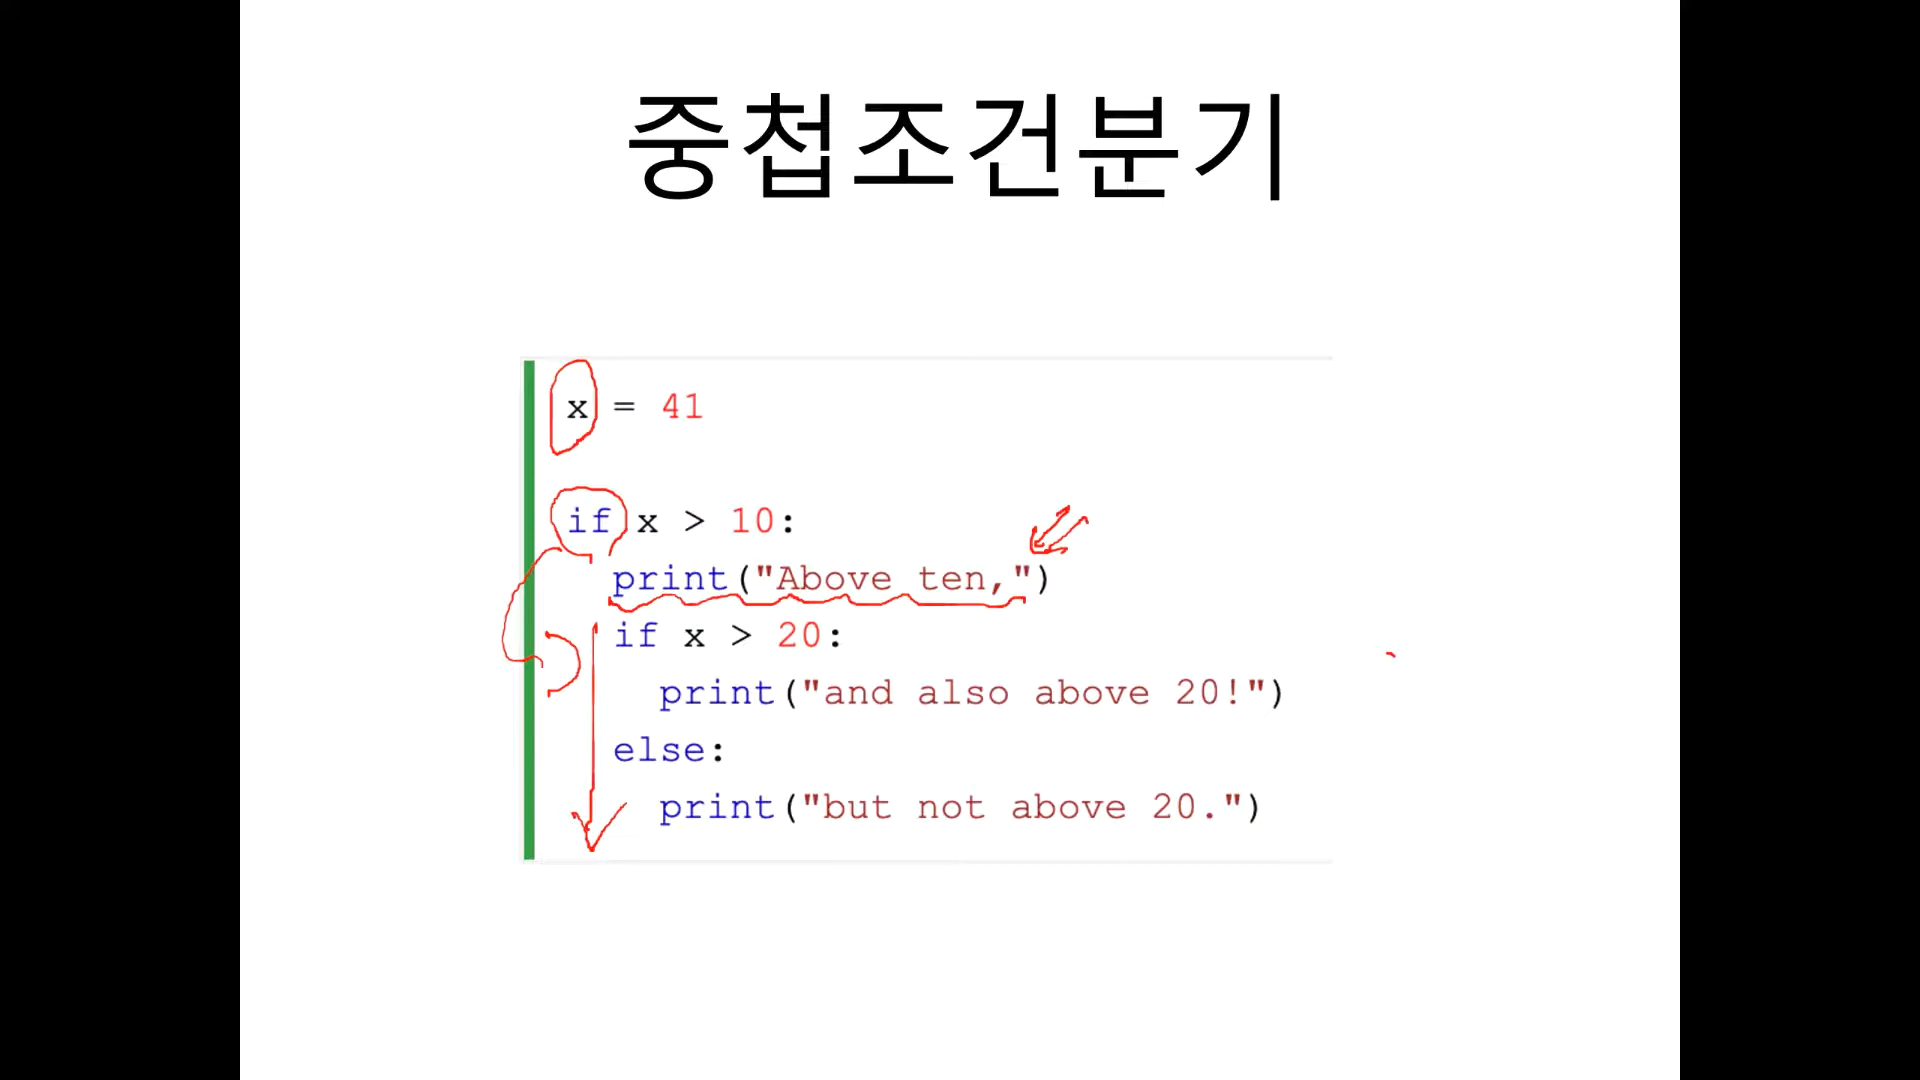 중첩조건분기
x = 41
if x > 10:
  print("Above ten,")
  if x > 20:
    print("and also above 20!")
  else:
    print("but not above 20.")